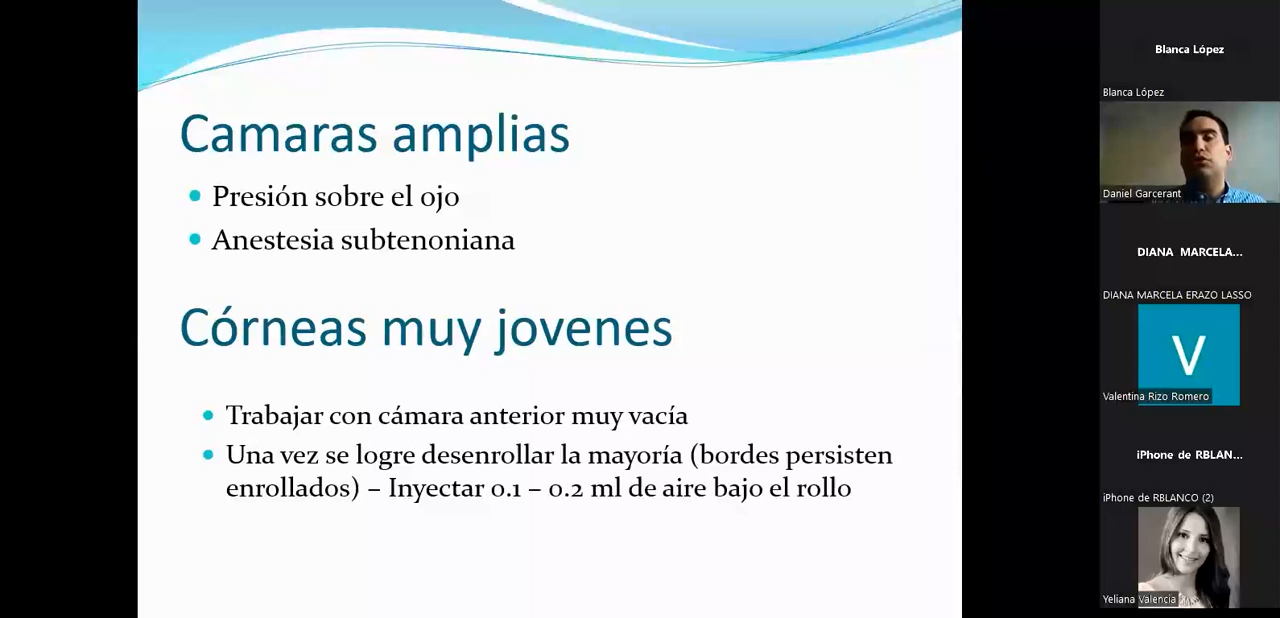 Camaras amplias
Presión sobre el ojo
Anestesia subtenoniana
Córneas muy jovenes
Trabajar con cámara anterior muy vacía
Una vez se logre desenrollar la mayoría (bordes persisten
enrollados) – Inyectar 0.1 – 0.2 ml de aire bajo el rollo
Blanca López
Blanca López
Daniel Garcerant
DIANA MARCELA...
DIANA MARCELA ERAZO LASSO
V
Valentina Rizo Romero
iPhone de RBLAN...
iPhone de RBLANCO (2)
Yeliana Valencia